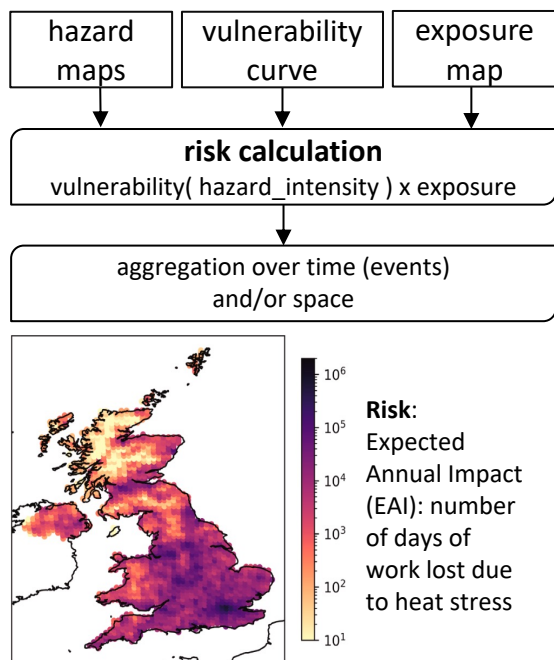 hazard
maps
vulnerability
curve
exposure
map
risk calculation
vulnerability( hazard_intensity ) x exposure
aggregation over time (events)
and/or space
10⁶
10⁵
10⁴
10³
10²
10¹
Risk:
Expected
Annual Impact
(EAI): number
of days of
work lost due
to heat stress